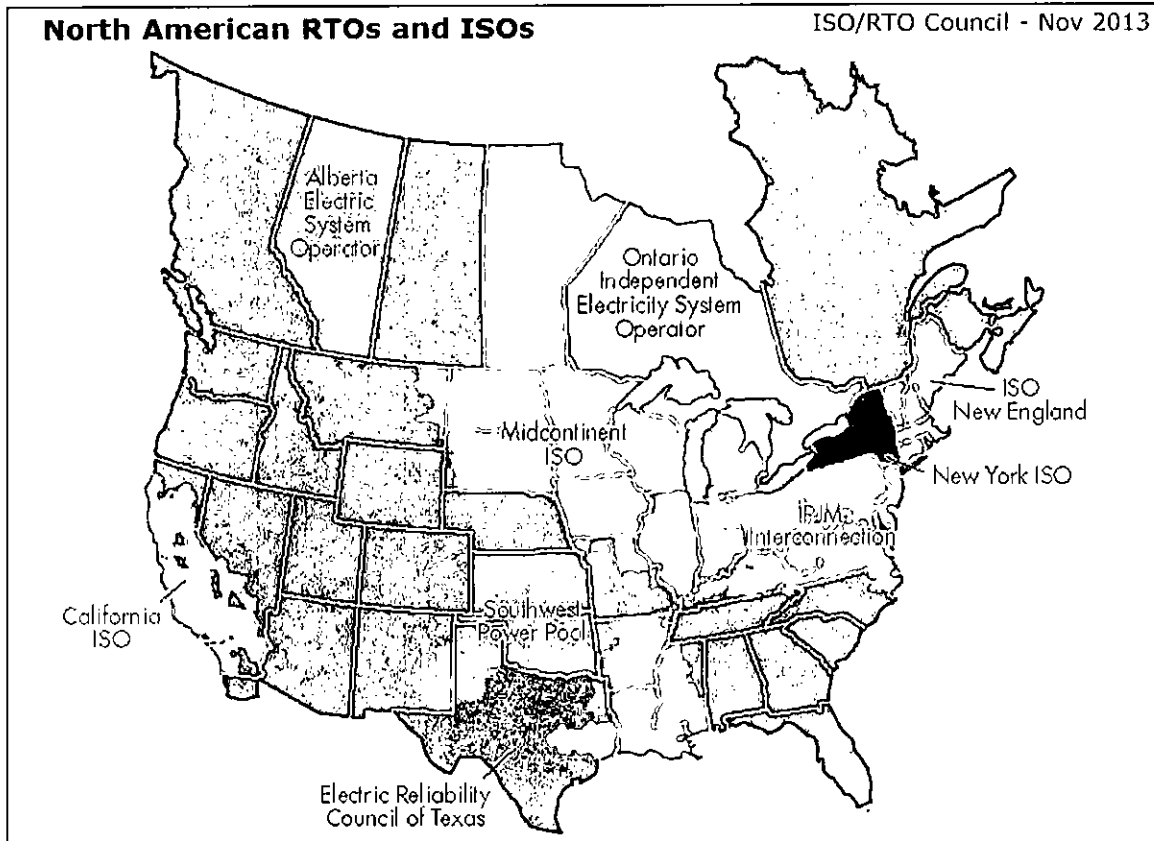 North American RTOs and ISOs
ISO/RTO Council - Nov 2013
Alberta
Electric
System
Operator
Ontario
Independent
Electricity System
Operator
ISO
New England
Midcontinent
ISO
New York ISO
PJM
Interconnection
California
ISO
Southwest
Power Pool
Electric Reliability
Council of Texas